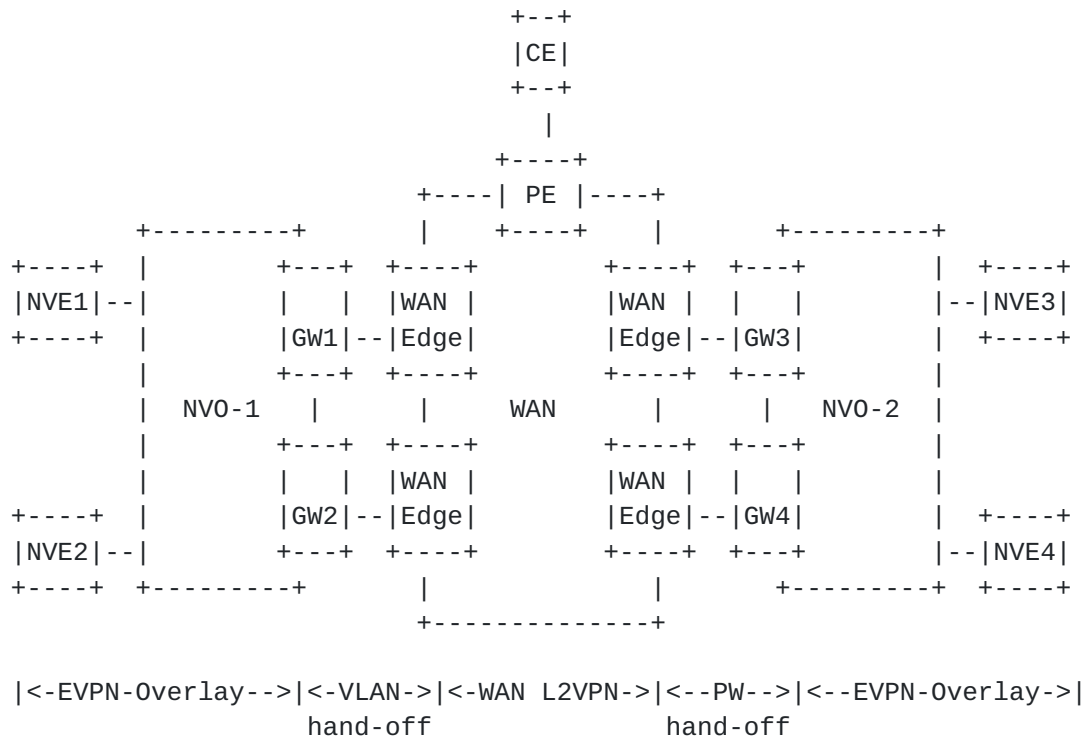 CE
PE
NVE1 WAN WAN NVE3
GW1 Edge Edge GW3
NVO-1 WAN NVO-2
WAN WAN
GW2 Edge Edge GW4
NVE2 NVE4
|<-EVPN-Overlay-->|<-VLAN->|<-WAN L2VPN->|<--PW-->|<--EVPN-Overlay->|
hand-off hand-off